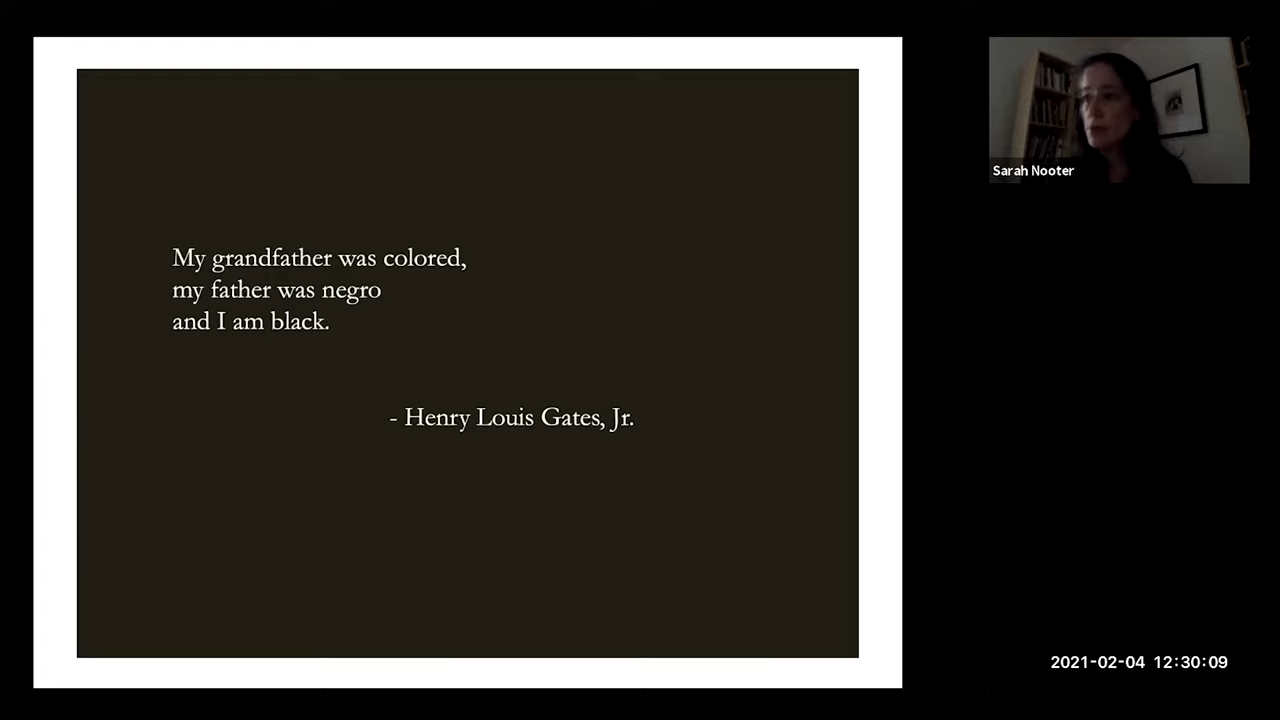 My grandfather was colored,
my father was negro
and I am black.
- Henry Louis Gates, Jr.
Sarah Nooter
2021-02-04 12:30:09